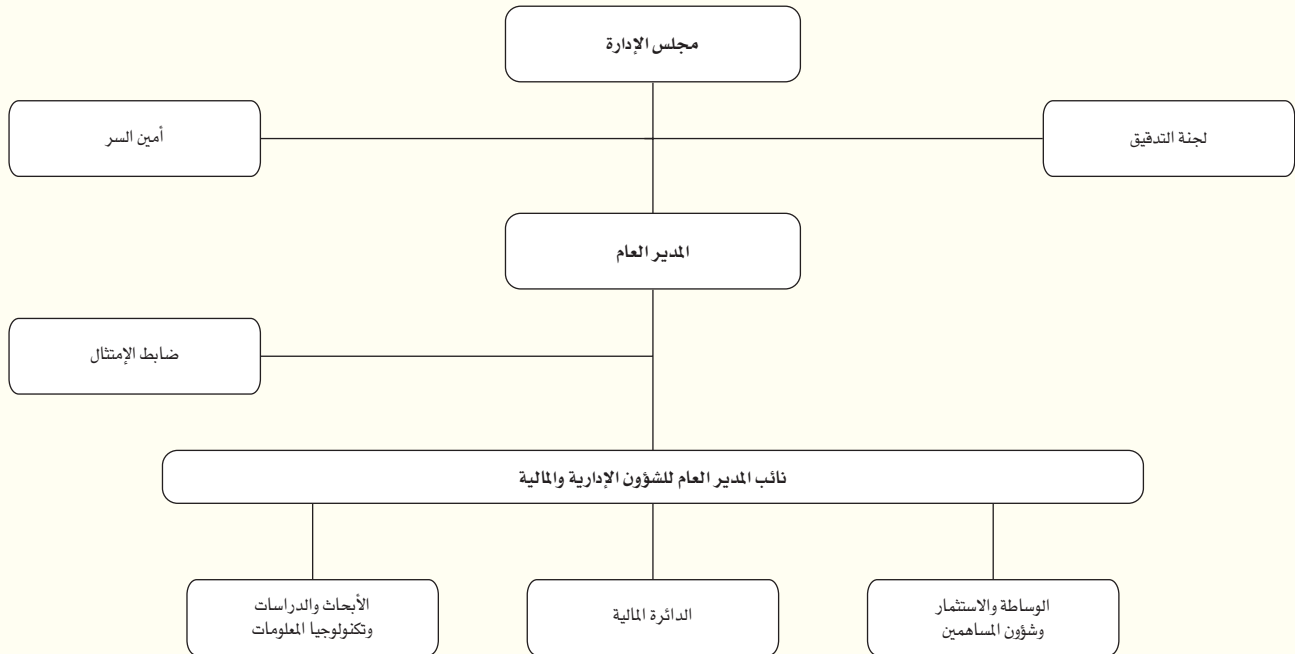 مجلس الإدارة
لجنة التدقيق
أمين السر
المدير العام
ضابط الإمتثال
نائب المدير العام للشؤون الإدارية والمالية
الوساطة والاستثمار
وشؤون المساهمين
الدائرة المالية
الأبحاث والدراسات
وتكنولوجيا المعلومات